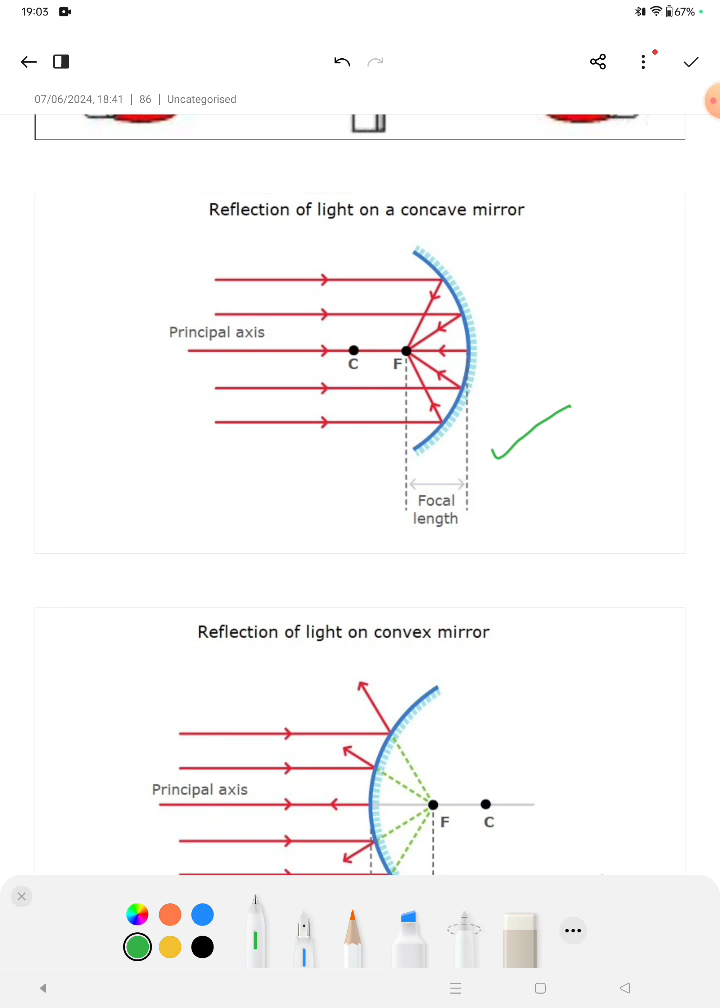 19:03
67%
07/06/2024, 18:41 | 86 | Uncategorised
Reflection of light on a concave mirror
Principal axis
C
F
Focal
length
Reflection of light on convex mirror
Principal axis
F
C